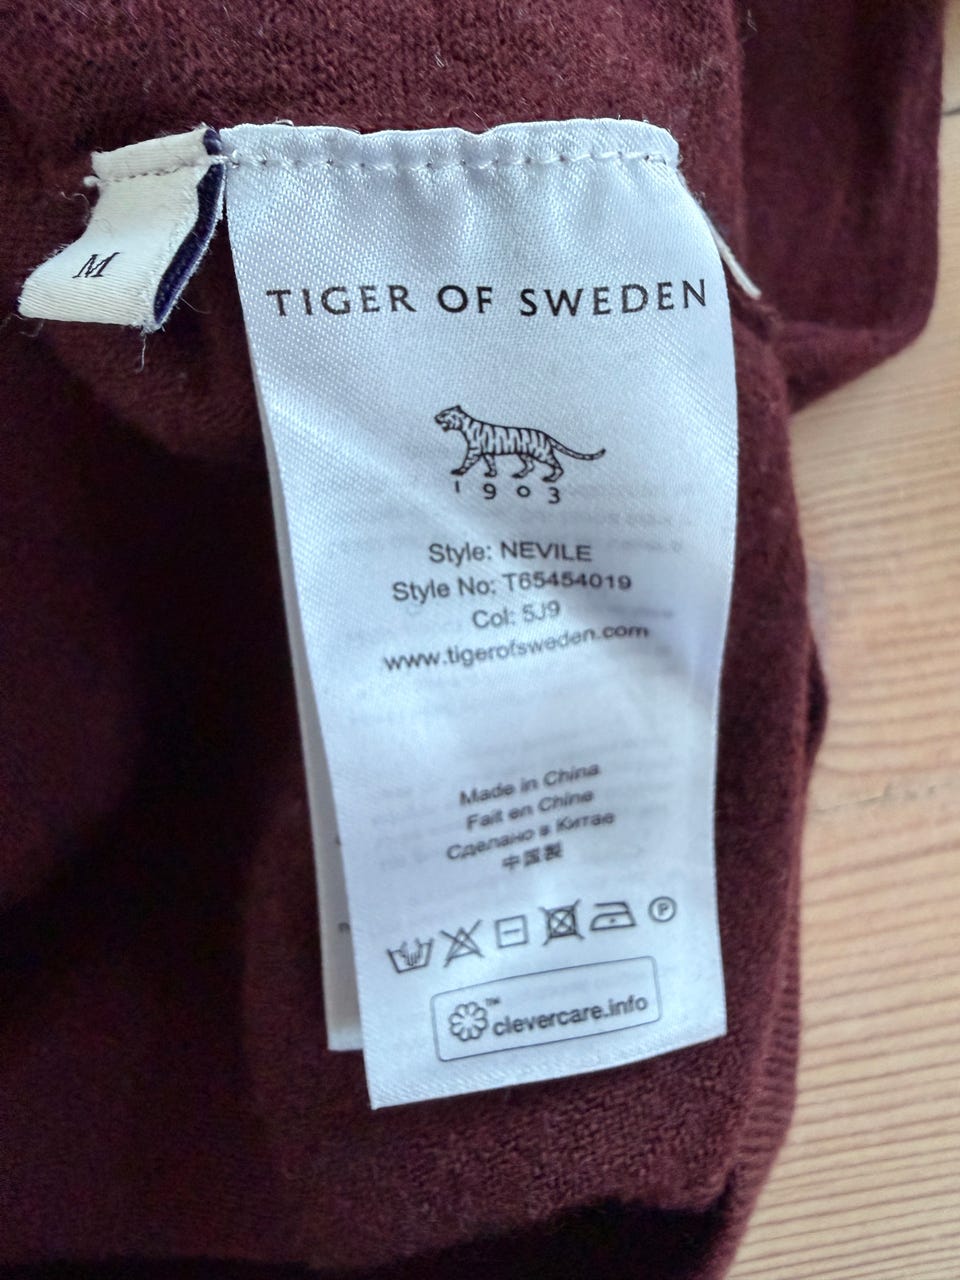 M
TIGER OF SWEDEN
1903
Style: NEVILE
Style No: T65454019
Col: 5J9
www.tigerofsweden.com
Made in China
Fait en Chine
Сделано в Китае
中国製
P
™clevercare.info